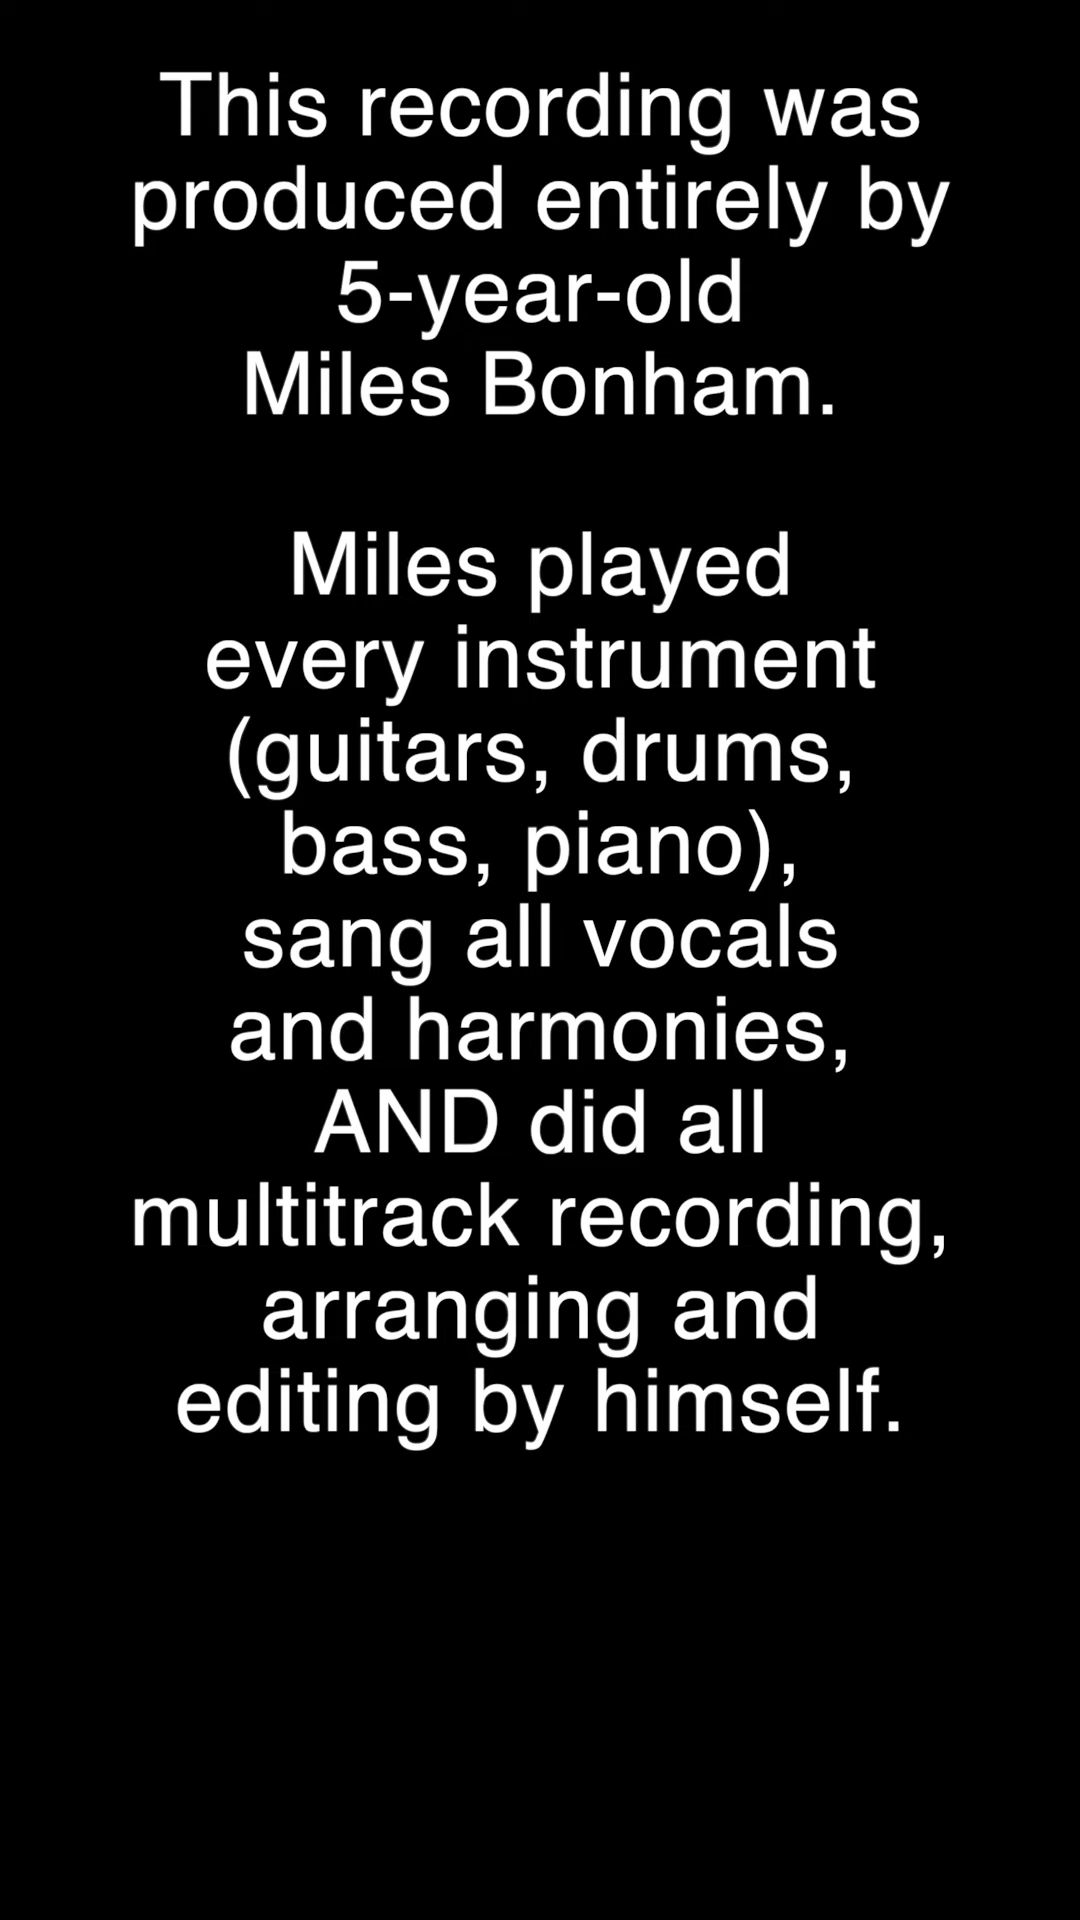 This recording was
produced entirely by
5-year-old
Miles Bonham.
Miles played
every instrument
(guitars, drums,
bass, piano),
sang all vocals
and harmonies,
AND did all
multitrack recording,
arranging and
editing by himself.